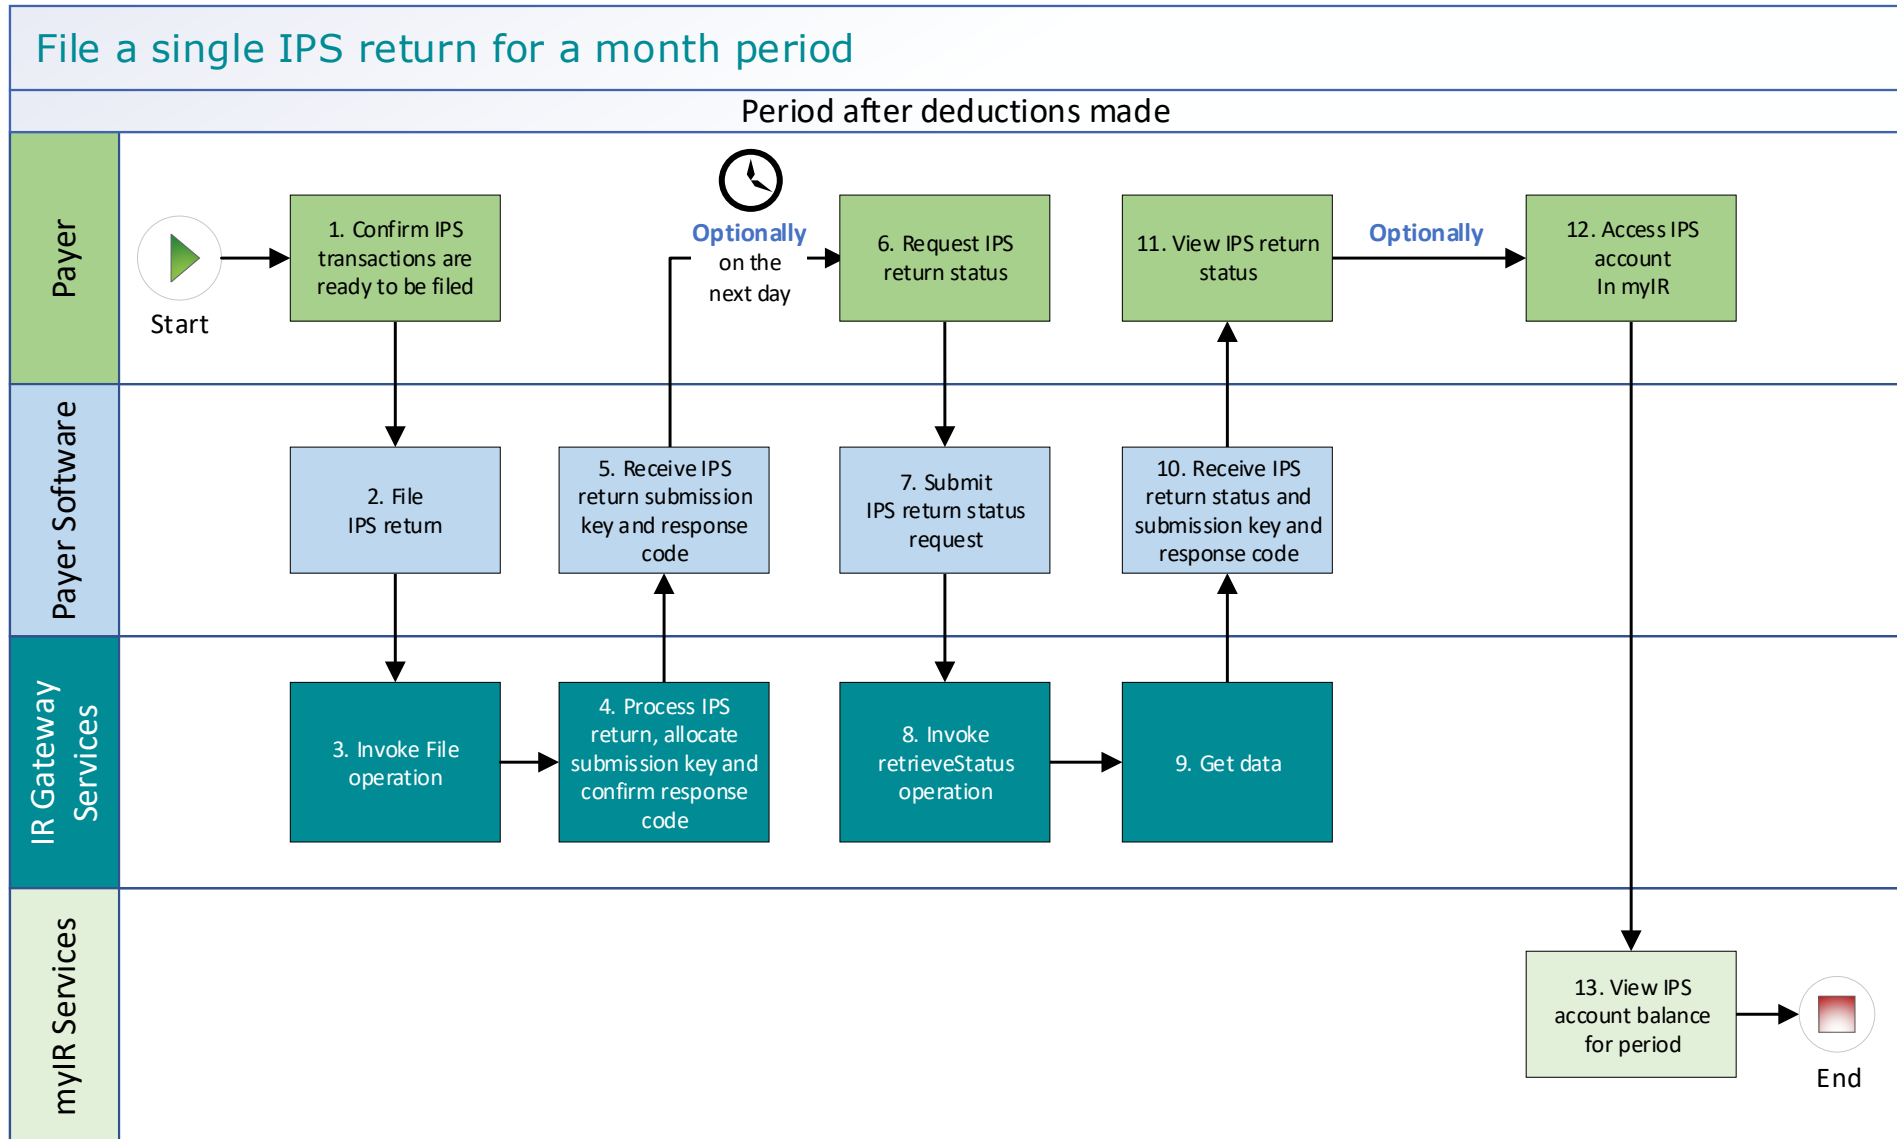 File a single IPS return for a month period
Period after deductions made
Payer
Start
1. Confirm IPS
transactions are
ready to be filed
Optionally
on the
next day
6. Request IPS
return status
11. View IPS return
status
Optionally
12. Access IPS
account
In myIR
Payer Software
2. File
IPS return
5. Receive IPS
return submission
key and response
code
7. Submit
IPS return status
request
10. Receive IPS
return status and
submission key and
response code
IR Gateway
Services
3. Invoke File
operation
4. Process IPS
return, allocate
submission key and
confirm response
code
8. Invoke
retrieveStatus
operation
9. Get data
myIR Services
13. View IPS
account balance
for period
End